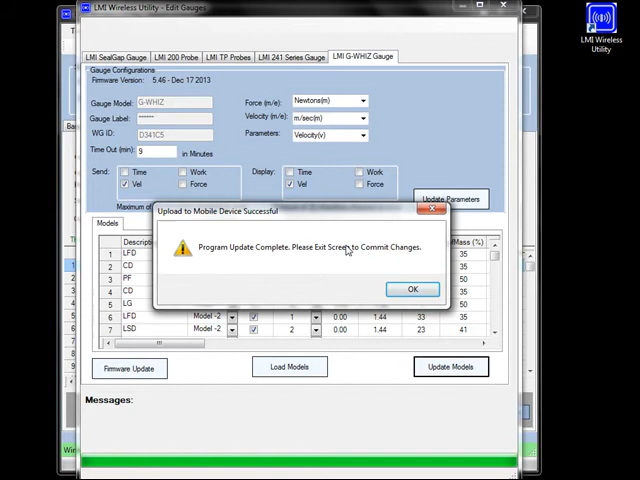 LMI Wireless Utility - Edit Gauges
LMI Wireless
Utility
LMI SealGap Gauge
LMI 200 Probe
LMI TP Probes
LMI 241 Series Gauge
LMI G-WHIZ Gauge
Gauge Configurations
Firmware Version: 5.46 - Dec 17 2013
Gauge Model: G-WHIZ
Force (m/e): Newtons(m)
Gauge Label: ******
Velocity (m/e): m/sec(m)
WG ID: D341C5
Parameters: Velocity(v)
Time Out (min): 9 in Minutes
Send: Time Work
Vel Force
Display: Time Work
Vel Force
Update Parameters
Maximum of
Upload to Mobile Device Successful
Program Update Complete. Please Exit Screen to Commit Changes.
OK
Models
Descripti
of Mass (%)
1 LFD 35
2 CD 35
3 PF 50
4 CD 35
5 LG 50
6 LFD Model -2 1 0.00 1.44 33 35
7 LSD Model -2 2 0.00 1.44 23 41
Firmware Update
Load Models
Update Models
Messages: